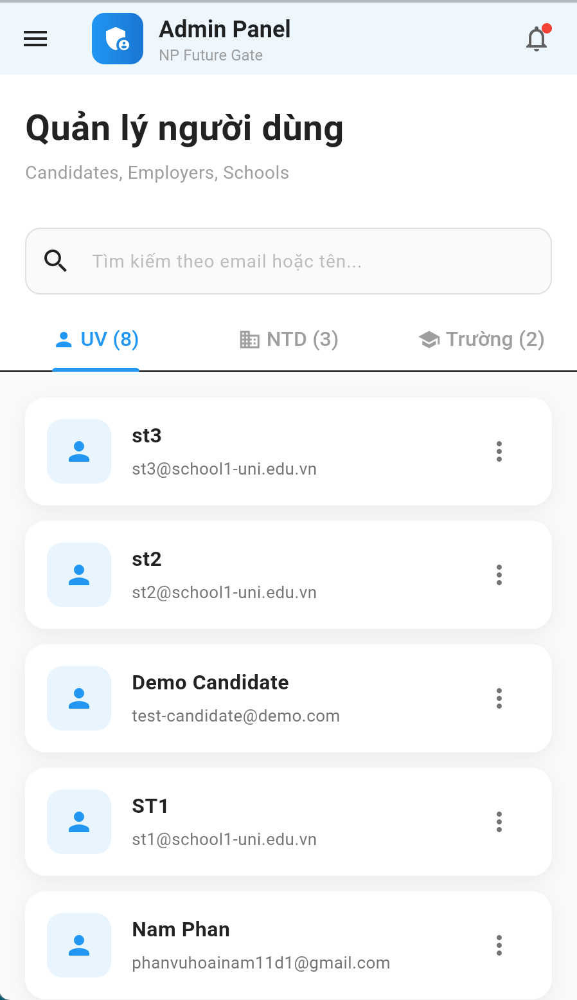 Admin Panel
NP Future Gate
Quản lý người dùng
Candidates, Employers, Schools
Tìm kiếm theo email hoặc tên...
UV (8)
NTD (3)
Trường (2)
st3
st3@school1-uni.edu.vn
st2
st2@school1-uni.edu.vn
Demo Candidate
test-candidate@demo.com
ST1
st1@school1-uni.edu.vn
Nam Phan
phanvuhoainam11d1@gmail.com